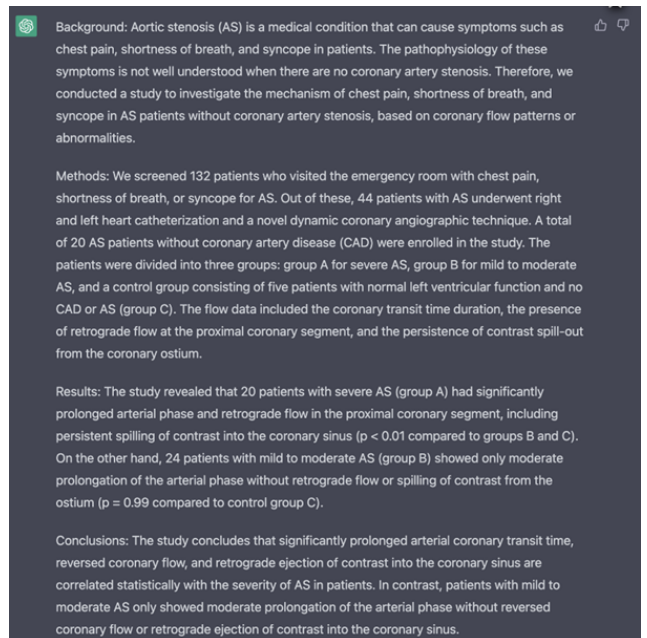 Background: Aortic stenosis (AS) is a medical condition that can cause symptoms such as
chest pain, shortness of breath, and syncope in patients. The pathophysiology of these
symptoms is not well understood when there are no coronary artery stenosis. Therefore, we
conducted a study to investigate the mechanism of chest pain, shortness of breath, and
syncope in AS patients without coronary artery stenosis, based on coronary flow patterns or
abnormalities.
Methods: We screened 132 patients who visited the emergency room with chest pain,
shortness of breath, or syncope for AS. Out of these, 44 patients with AS underwent right
and left heart catheterization and a novel dynamic coronary angiographic technique. A total
of 20 AS patients without coronary artery disease (CAD) were enrolled in the study. The
patients were divided into three groups: group A for severe AS, group B for mild to moderate
AS, and a control group consisting of five patients with normal left ventricular function and no
CAD or AS (group C). The flow data included the coronary transit time duration, the presence
of retrograde flow at the proximal coronary segment, and the persistence of contrast spill-out
from the coronary ostium.
Results: The study revealed that 20 patients with severe AS (group A) had significantly
prolonged arterial phase and retrograde flow in the proximal coronary segment, including
persistent spilling of contrast into the coronary sinus (p < 0.01 compared to groups B and C).
On the other hand, 24 patients with mild to moderate AS (group B) showed only moderate
prolongation of the arterial phase without retrograde flow or spilling of contrast from the
ostium (p = 0.99 compared to control group C).
Conclusions: The study concludes that significantly prolonged arterial coronary transit time,
reversed coronary flow, and retrograde ejection of contrast into the coronary sinus are
correlated statistically with the severity of AS in patients. In contrast, patients with mild to
moderate AS only showed moderate prolongation of the arterial phase without reversed
coronary flow or retrograde ejection of contrast into the coronary sinus.